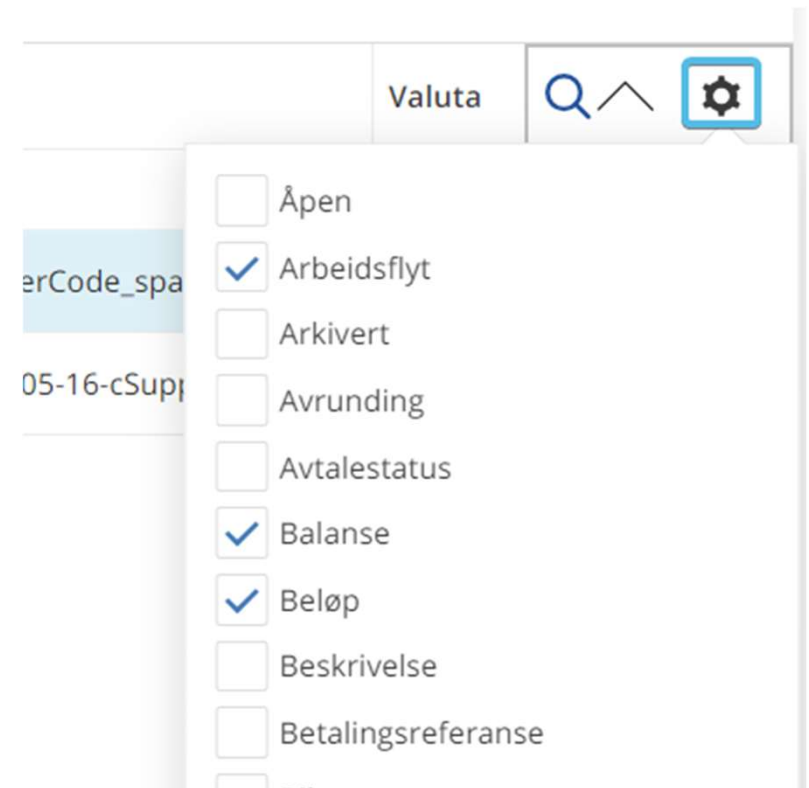 Valuta
Åpen
erCode_spa
Arbeidsflyt
Arkivert
05-16-cSupp
Avrunding
Avtalestatus
Balanse
Beløp
Beskrivelse
Betalingsreferanse